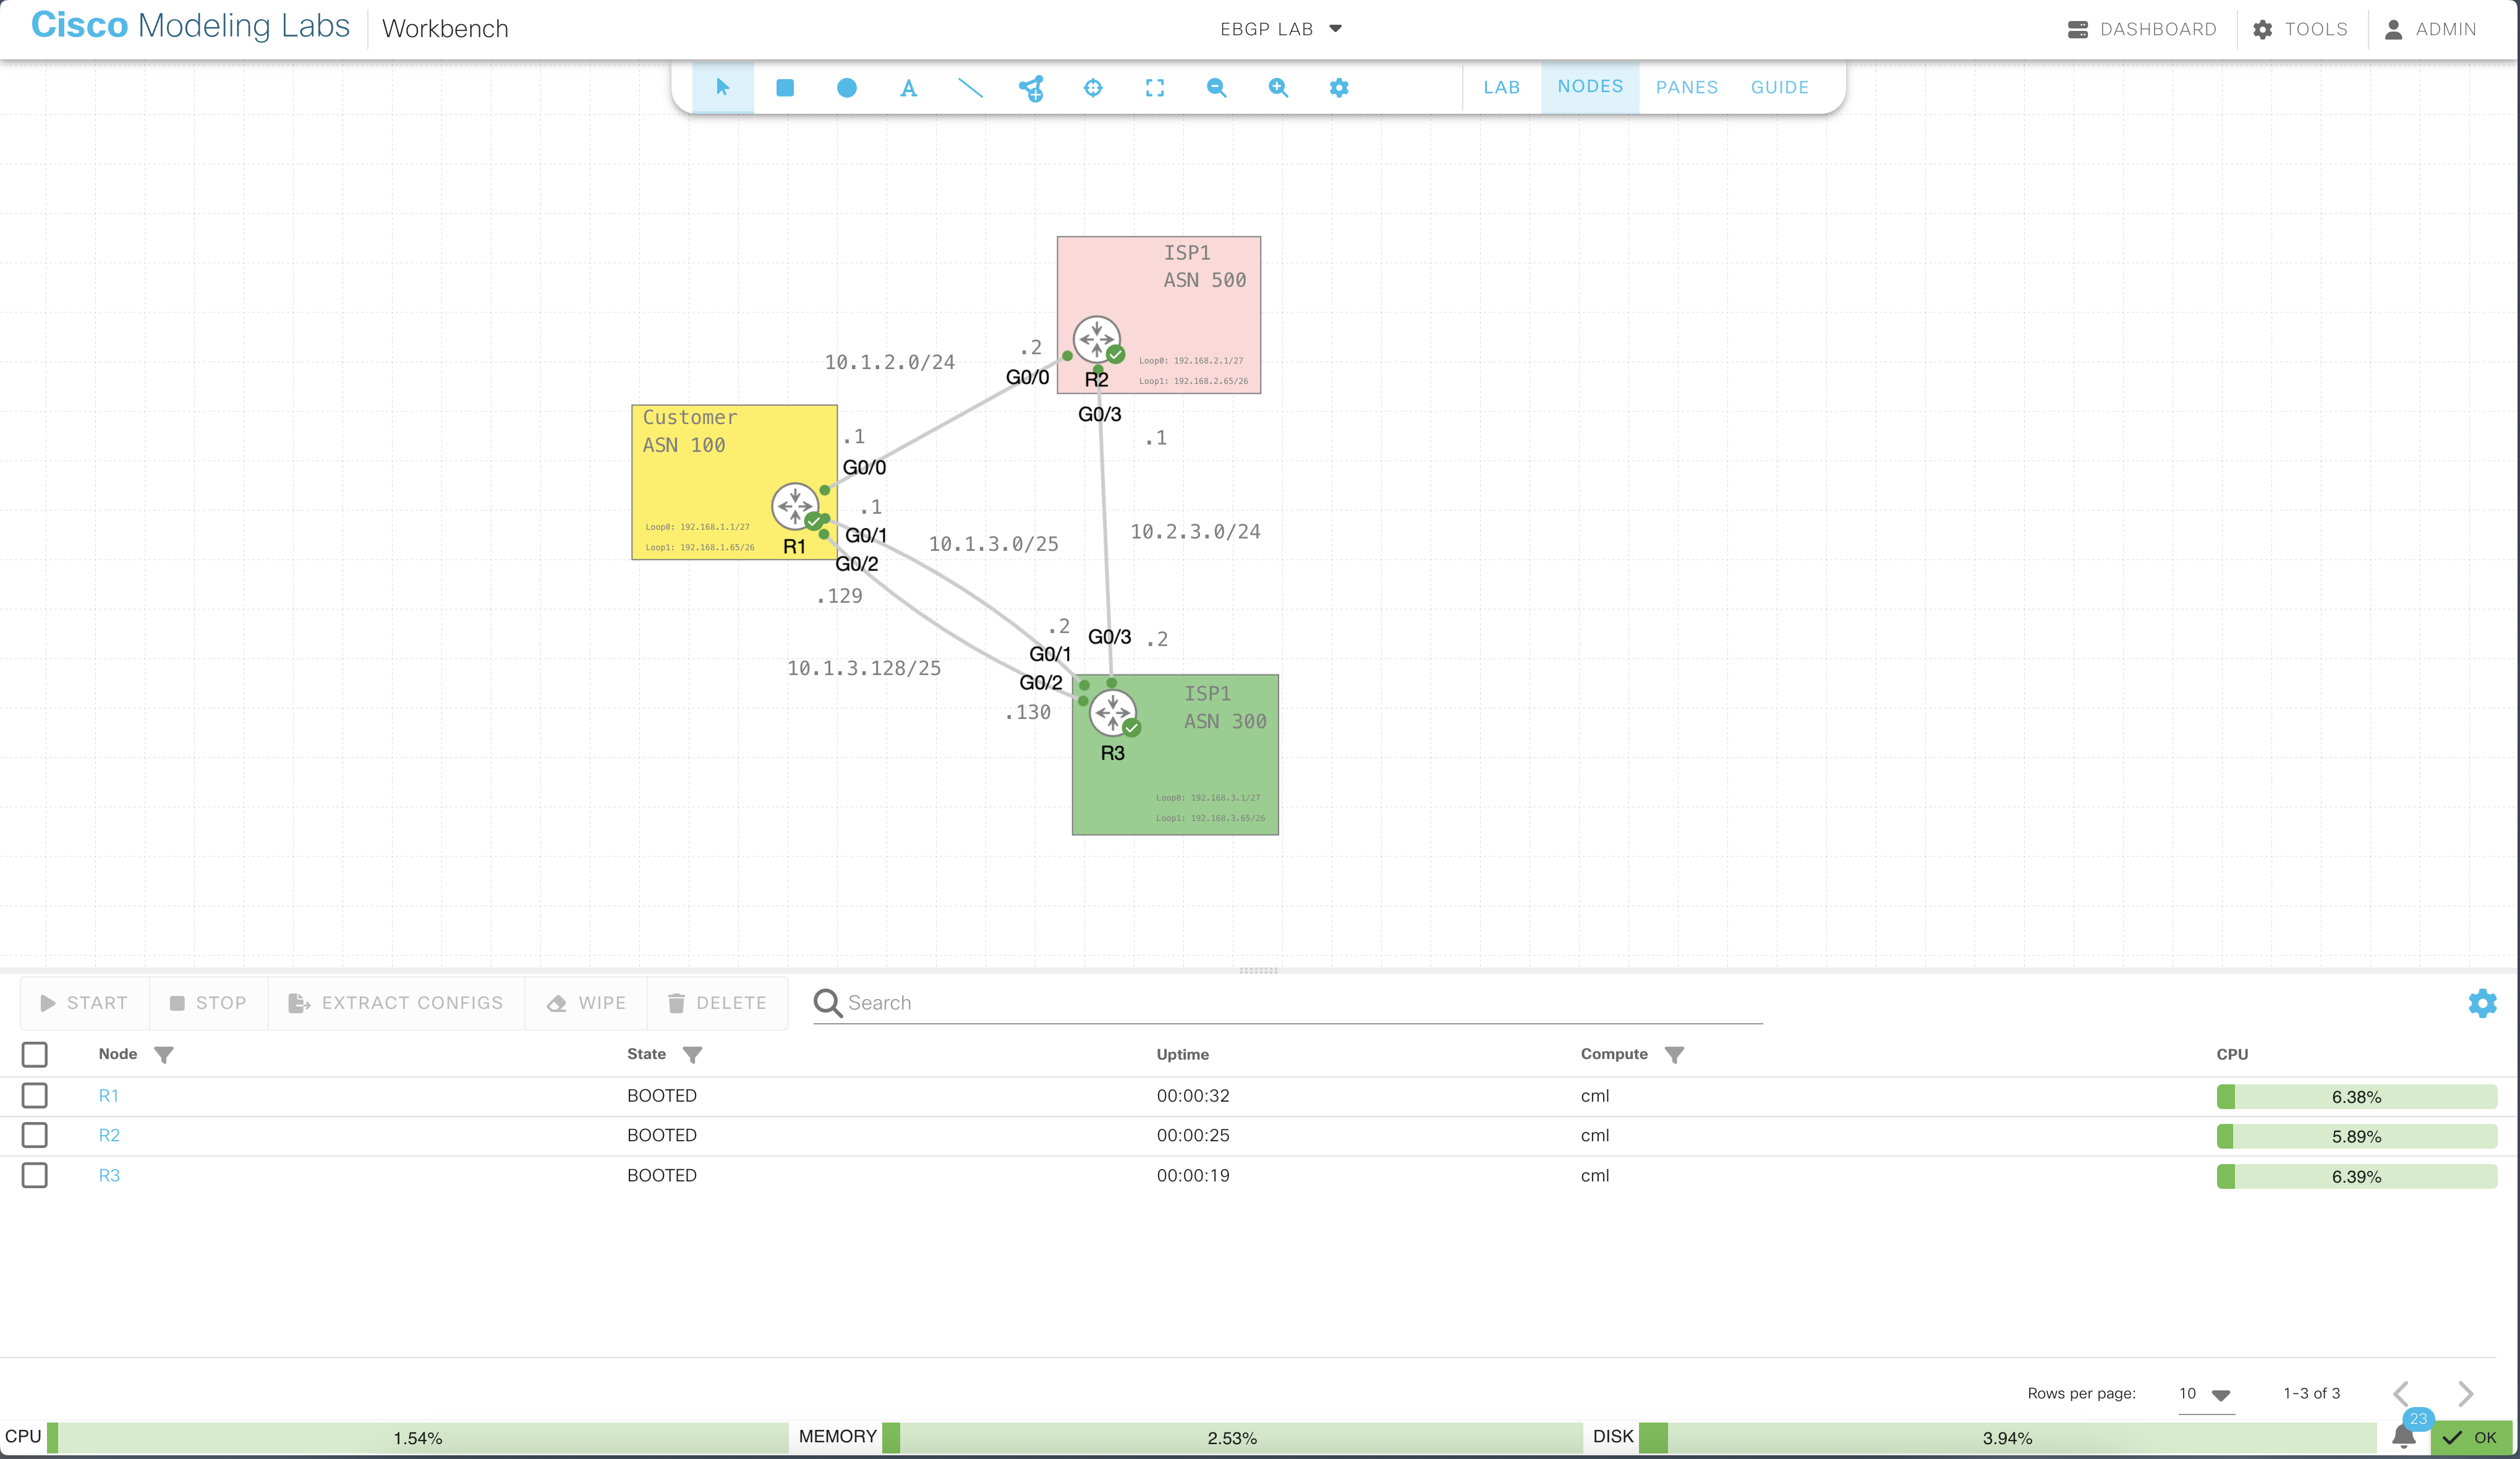 Cisco Modeling Labs Workbench
EBGP LAB
DASHBOARD TOOLS ADMIN
LAB NODES PANES GUIDE
ISP1
ASN 500
.2
10.1.2.0/24
G0/0
R2
Loop0: 192.168.2.1/27
Loop1: 192.168.2.65/26
G0/3
.1
Customer
ASN 100
.1
G0/0
.1
G0/1
G0/2
R1
Loop0: 192.168.1.1/27
Loop1: 192.168.1.65/26
10.1.3.0/25
10.2.3.0/24
.129
.2
G0/3
.2
G0/1
10.1.3.128/25
G0/2
.130
ISP1
ASN 300
R3
Loop0: 192.168.3.1/27
Loop1: 192.168.3.65/26
START STOP EXTRACT CONFIGS WIPE DELETE Search
Node State Uptime Compute CPU
R1 BOOTED 00:00:32 cml 6.38%
R2 BOOTED 00:00:25 cml 5.89%
R3 BOOTED 00:00:19 cml 6.39%
Rows per page: 10 1-3 of 3
CPU 1.54% MEMORY 2.53% DISK 3.94% 23 OK